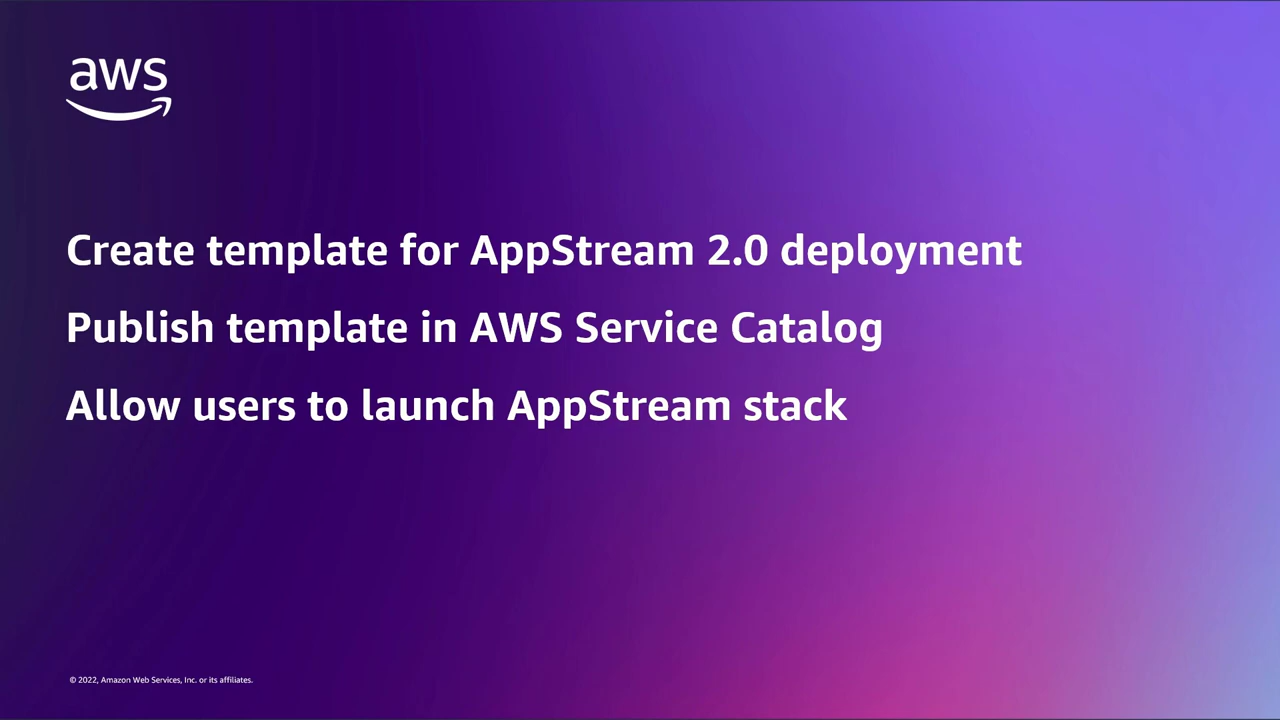 aws
Create template for AppStream 2.0 deployment
Publish template in AWS Service Catalog
Allow users to launch AppStream stack
© 2022, Amazon Web Services, Inc. or its affiliates.